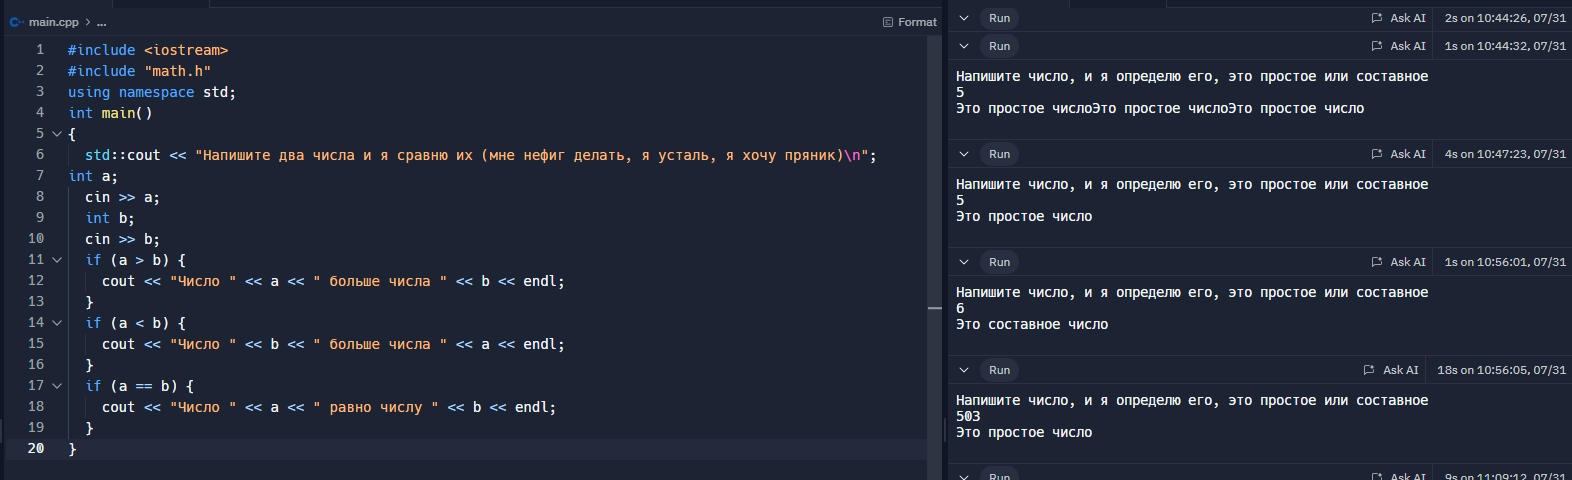 main.cpp > ...
Format
1 #include <iostream>
2 #include "math.h"
3 using namespace std;
4 int main()
5 {
6 std::cout << "Напишите два числа и я сравню их (мне нефиг делать, я усталь, я хочу пряник)\n";
7 int a;
8 cin >> a;
9 int b;
10 cin >> b;
11 if (a > b) {
12 cout << "Число " << a << " больше числа " << b << endl;
13 }
14 if (a < b) {
15 cout << "Число " << b << " больше числа " << a << endl;
16 }
17 if (a == b) {
18 cout << "Число " << a << " равно числу " << b << endl;
19 }
20 }
Run Ask AI 2s on 10:44:26, 07/31
Run Ask AI 1s on 10:44:32, 07/31
Напишите число, и я определю его, это простое или составное
5
Это простое числоЭто простое числоЭто простое число
Run Ask AI 4s on 10:47:23, 07/31
Напишите число, и я определю его, это простое или составное
5
Это простое число
Run Ask AI 1s on 10:56:01, 07/31
Напишите число, и я определю его, это простое или составное
6
Это составное число
Run Ask AI 18s on 10:56:05, 07/31
Напишите число, и я определю его, это простое или составное
503
Это простое число
Run Ask AI 9s on 11:09:12, 07/31